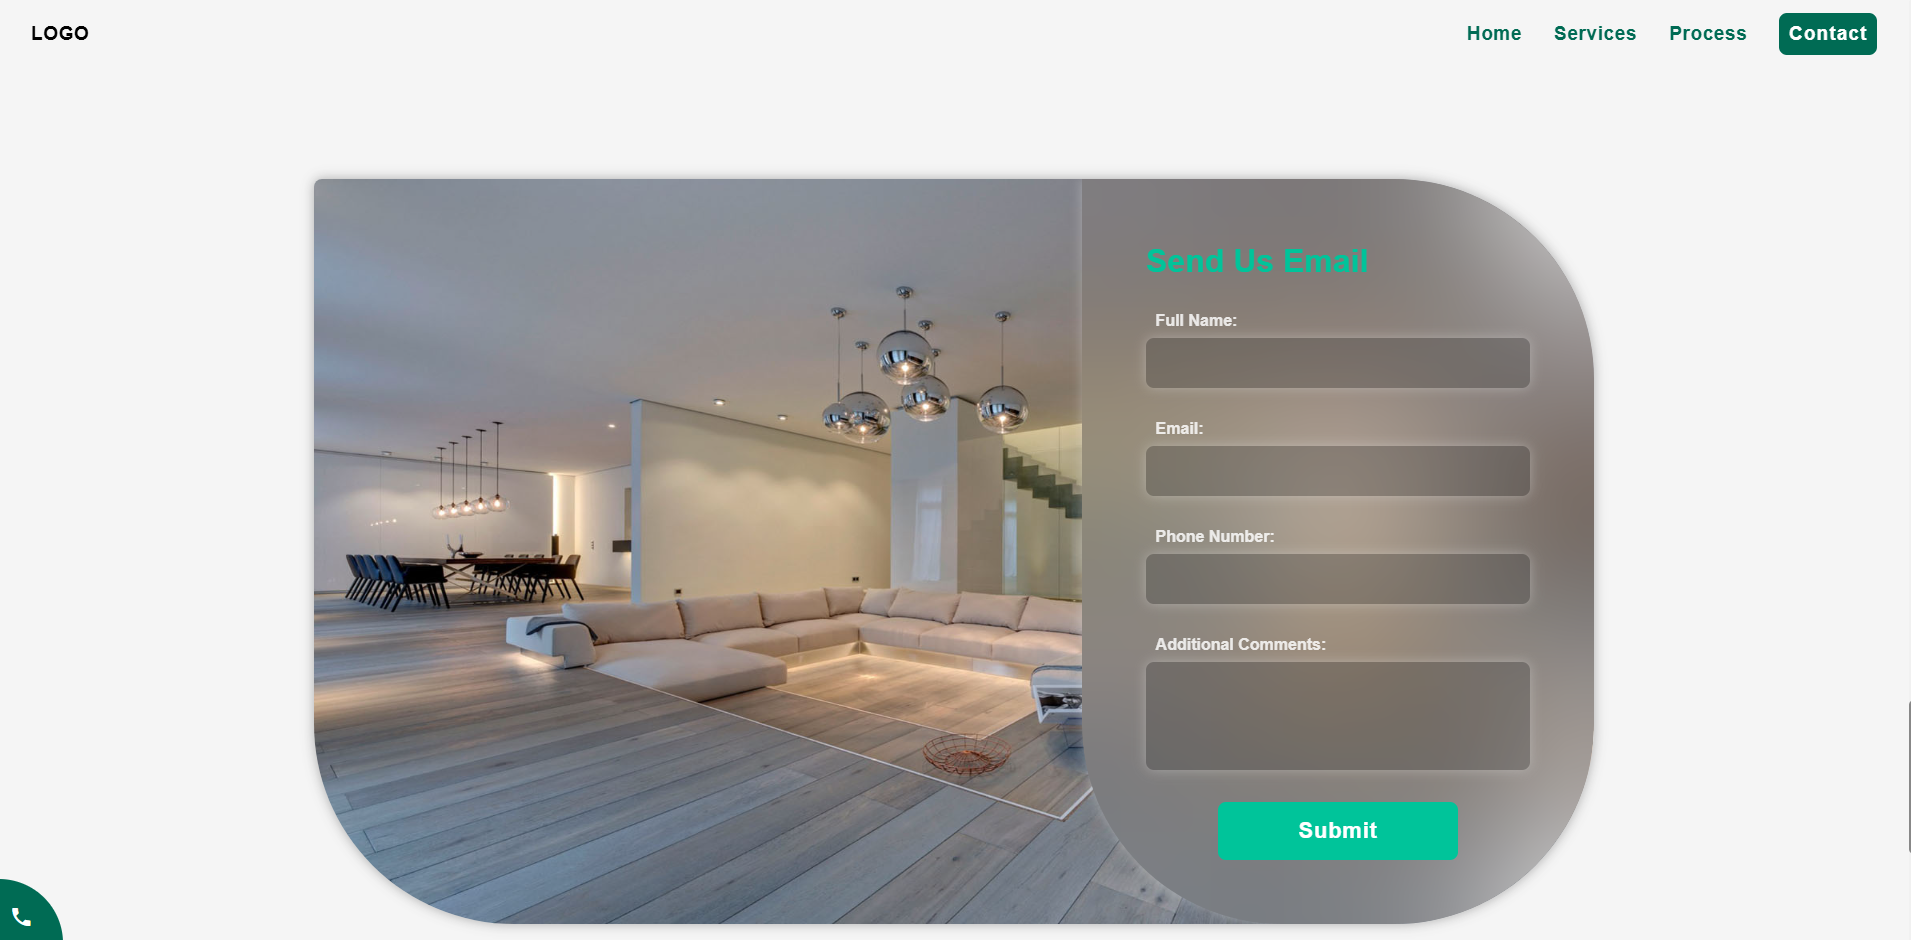 LOGO
Home
Services
Process
Contact
Send Us Email
Full Name:
Email:
Phone Number:
Additional Comments:
Submit